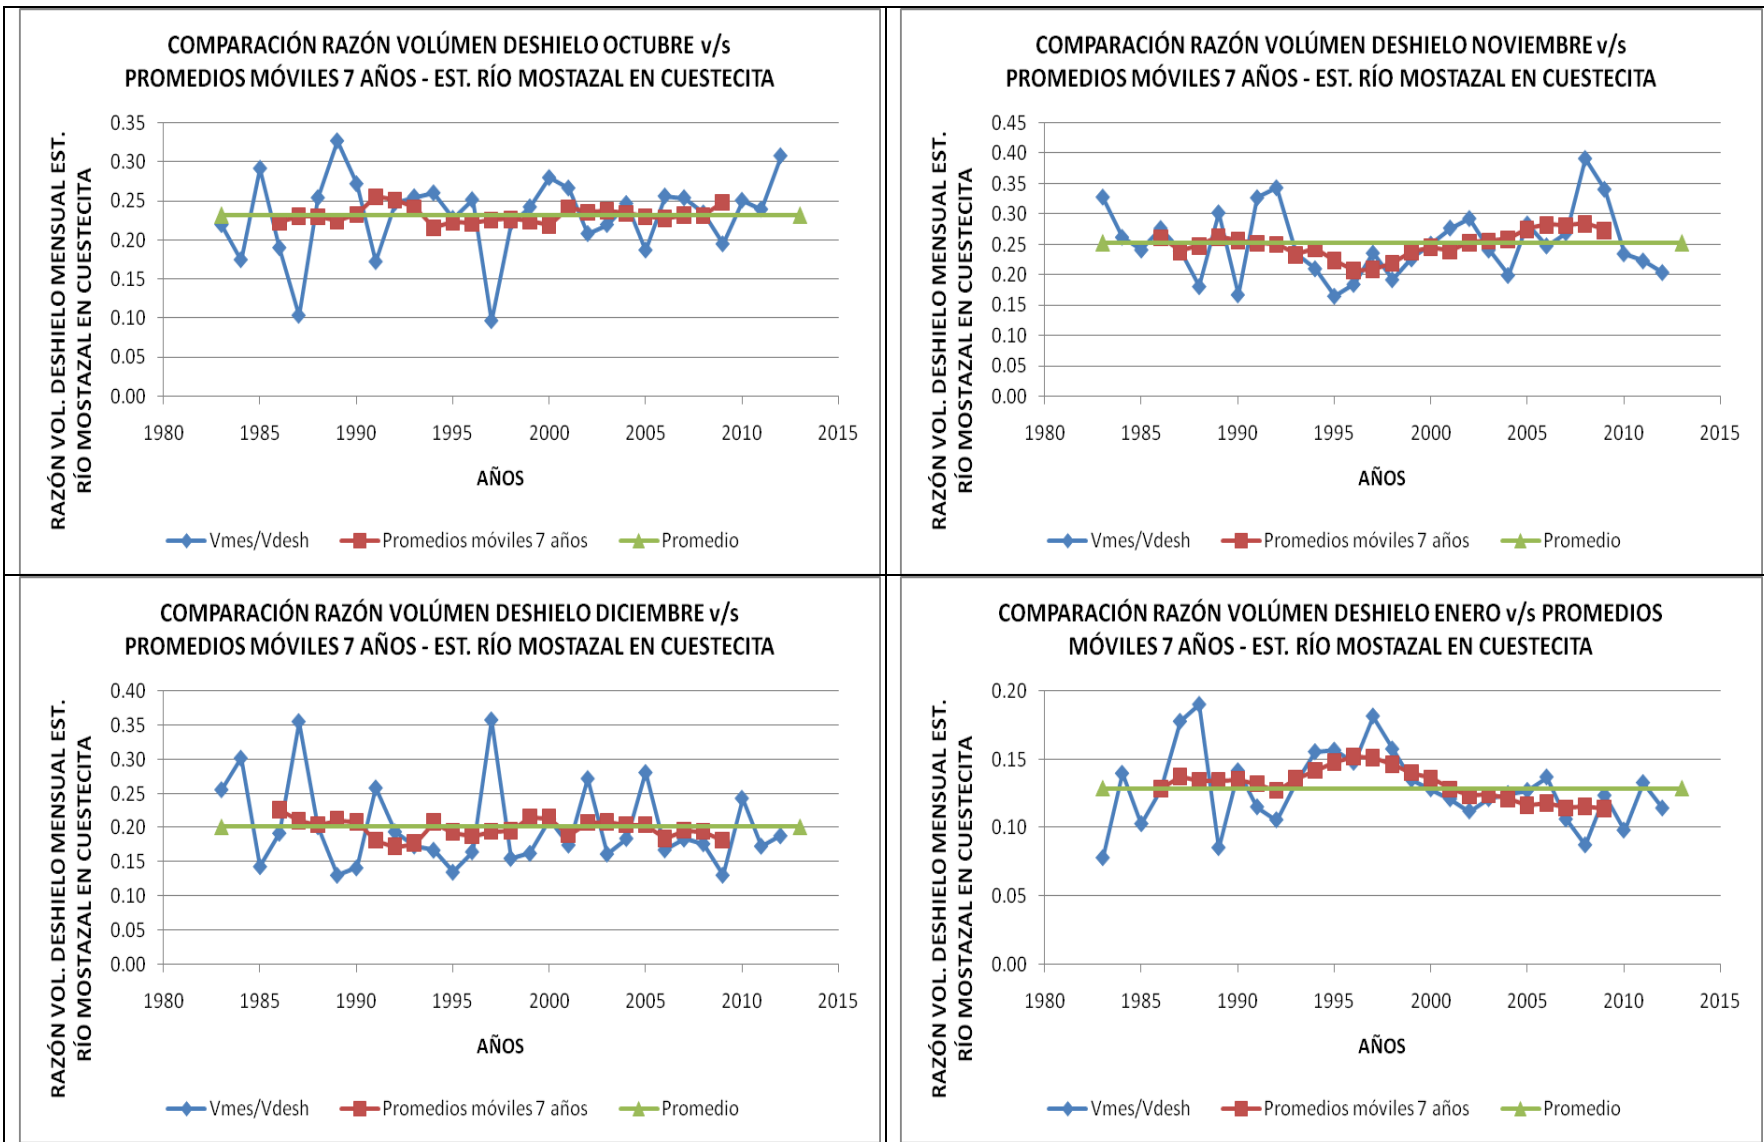 COMPARACIÓN RAZÓN VOLÚMEN DESHIELO OCTUBRE v/s
PROMEDIOS MÓVILES 7 AÑOS - EST. RÍO MOSTAZAL EN CUESTECITA
RAZÓN VOL. DESHIELO MENSUAL EST.
RÍO MOSTAZAL EN CUESTECITA
0.35
0.30
0.25
0.20
0.15
0.10
0.05
0.00
1980 1985 1990 1995 2000 2005 2010 2015
AÑOS
Vmes/Vdesh Promedios móviles 7 años Promedio
COMPARACIÓN RAZÓN VOLÚMEN DESHIELO NOVIEMBRE v/s
PROMEDIOS MÓVILES 7 AÑOS - EST. RÍO MOSTAZAL EN CUESTECITA
RAZÓN VOL. DESHIELO MENSUAL EST.
RÍO MOSTAZAL EN CUESTECITA
0.45
0.40
0.35
0.30
0.25
0.20
0.15
0.10
0.05
0.00
1980 1985 1990 1995 2000 2005 2010 2015
AÑOS
Vmes/Vdesh Promedios móviles 7 años Promedio
COMPARACIÓN RAZÓN VOLÚMEN DESHIELO DICIEMBRE v/s
PROMEDIOS MÓVILES 7 AÑOS - EST. RÍO MOSTAZAL EN CUESTECITA
RAZÓN VOL. DESHIELO MENSUAL EST.
RÍO MOSTAZAL EN CUESTECITA
0.40
0.35
0.30
0.25
0.20
0.15
0.10
0.05
0.00
1980 1985 1990 1995 2000 2005 2010 2015
AÑOS
Vmes/Vdesh Promedios móviles 7 años Promedio
COMPARACIÓN RAZÓN VOLÚMEN DESHIELO ENERO v/s PROMEDIOS
MÓVILES 7 AÑOS - EST. RÍO MOSTAZAL EN CUESTECITA
RAZÓN VOL. DESHIELO MENSUAL EST.
RÍO MOSTAZAL EN CUESTECITA
0.20
0.15
0.10
0.05
0.00
1980 1985 1990 1995 2000 2005 2010 2015
AÑOS
Vmes/Vdesh Promedios móviles 7 años Promedio